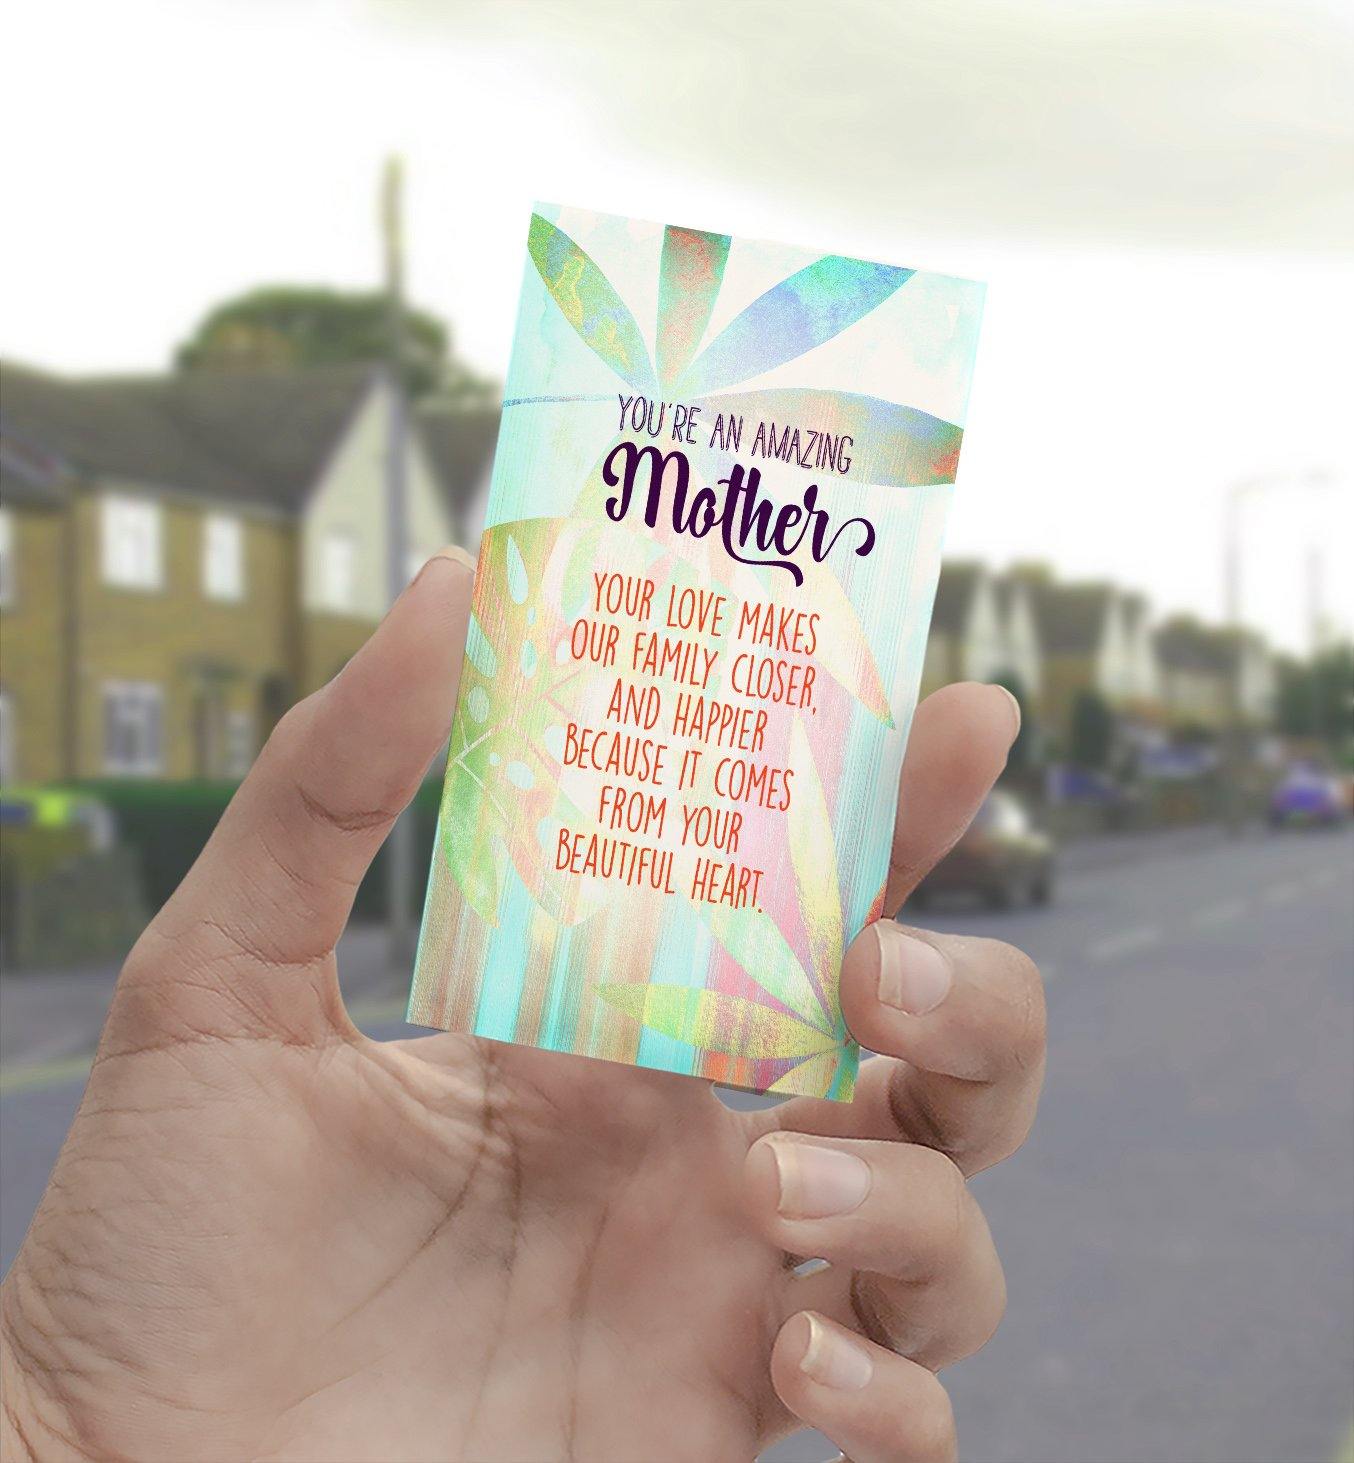 YOU'RE AN AMAZING
Mother
YOUR LOVE MAKES
OUR FAMILY CLOSER,
AND HAPPIER
BECAUSE IT COMES
FROM YOUR
BEAUTIFUL HEART.